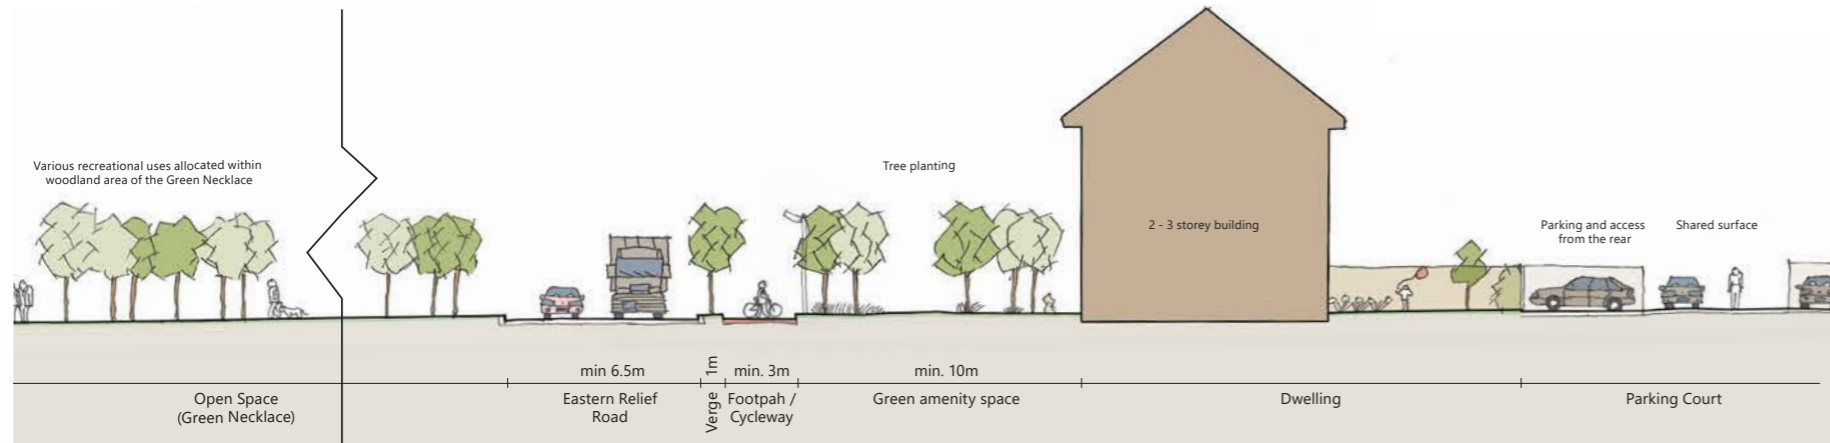 Various recreational uses allocated within
woodland area of the Green Necklace
Tree planting
2 - 3 storey building
Parking and access
from the rear
Shared surface
min 6.5m
1m
min. 3m
min. 10m
Open Space
(Green Necklace)
Eastern Relief
Road
Verge
Footpah /
Cycleway
Green amenity space
Dwelling
Parking Court